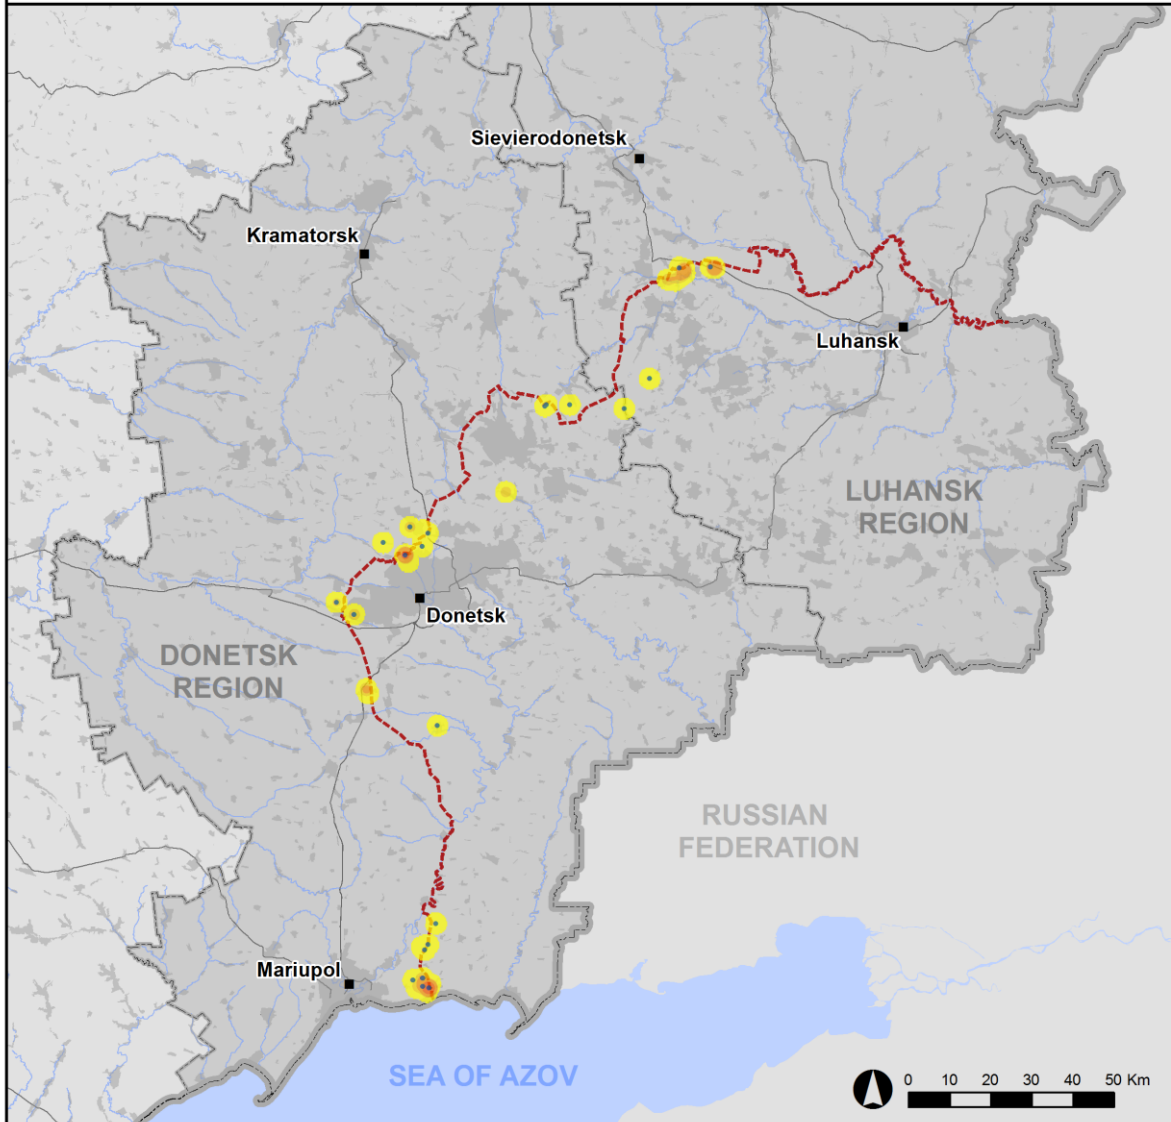 Sievierodonetsk
Kramatorsk
Luhansk
LUHANSK
REGION
Donetsk
DONETSK
REGION
RUSSIAN
FEDERATION
Mariupol
SEA OF AZOV
0 10 20 30 40 50 Km